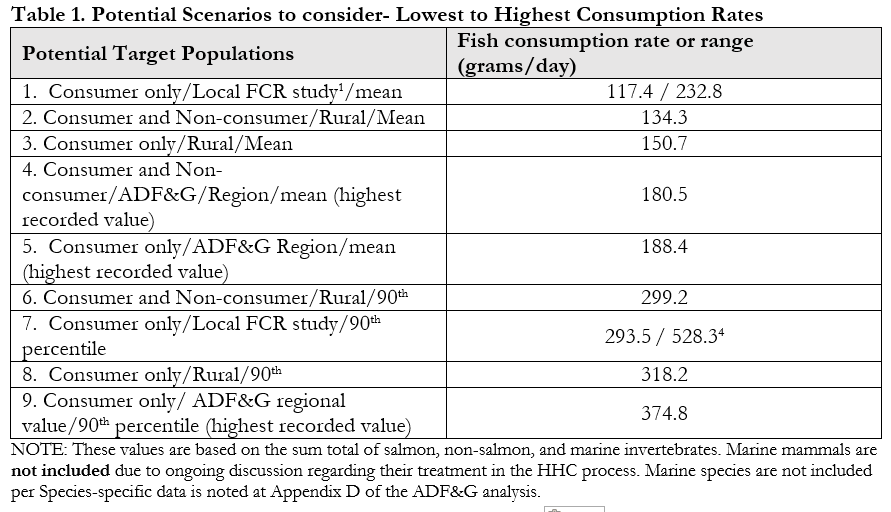 Table 1. Potential Scenarios to consider- Lowest to Highest Consumption Rates
Potential Target Populations
Fish consumption rate or range
(grams/day)
1. Consumer only/Local FCR study¹/mean
117.4 / 232.8
2. Consumer and Non-consumer/Rural/Mean
134.3
3. Consumer only/Rural/Mean
150.7
4. Consumer and Non-
consumer/ADF&G/Region/mean (highest
recorded value)
180.5
5. Consumer only/ADF&G Region/mean
(highest recorded value)
188.4
6. Consumer and Non-consumer/Rural/90ᵗʰ
299.2
7. Consumer only/Local FCR study/90ᵗʰ
percentile
293.5 / 528.3⁴
8. Consumer only/Rural/90ᵗʰ
318.2
9. Consumer only/ ADF&G regional
value/90ᵗʰ percentile (highest recorded value)
374.8
NOTE: These values are based on the sum total of salmon, non-salmon, and marine invertebrates. Marine mammals are
not included due to ongoing discussion regarding their treatment in the HHC process. Marine species are not included
per Species-specific data is noted at Appendix D of the ADF&G analysis.